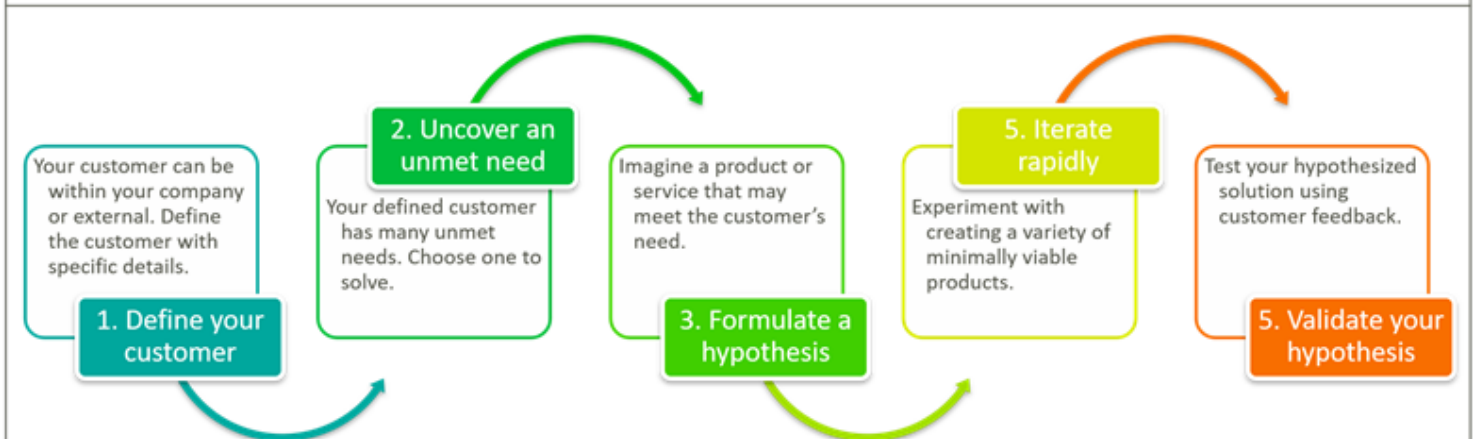 Your customer can be
within your company
or external. Define
the customer with
specific details.
1. Define your
customer
2. Uncover an
unmet need
Your defined customer
has many unmet
needs. Choose one to
solve.
Imagine a product or
service that may
meet the customer’s
need.
3. Formulate a
hypothesis
5. Iterate
rapidly
Experiment with
creating a variety of
minimally viable
products.
Test your hypothesized
solution using
customer feedback.
5. Validate your
hypothesis